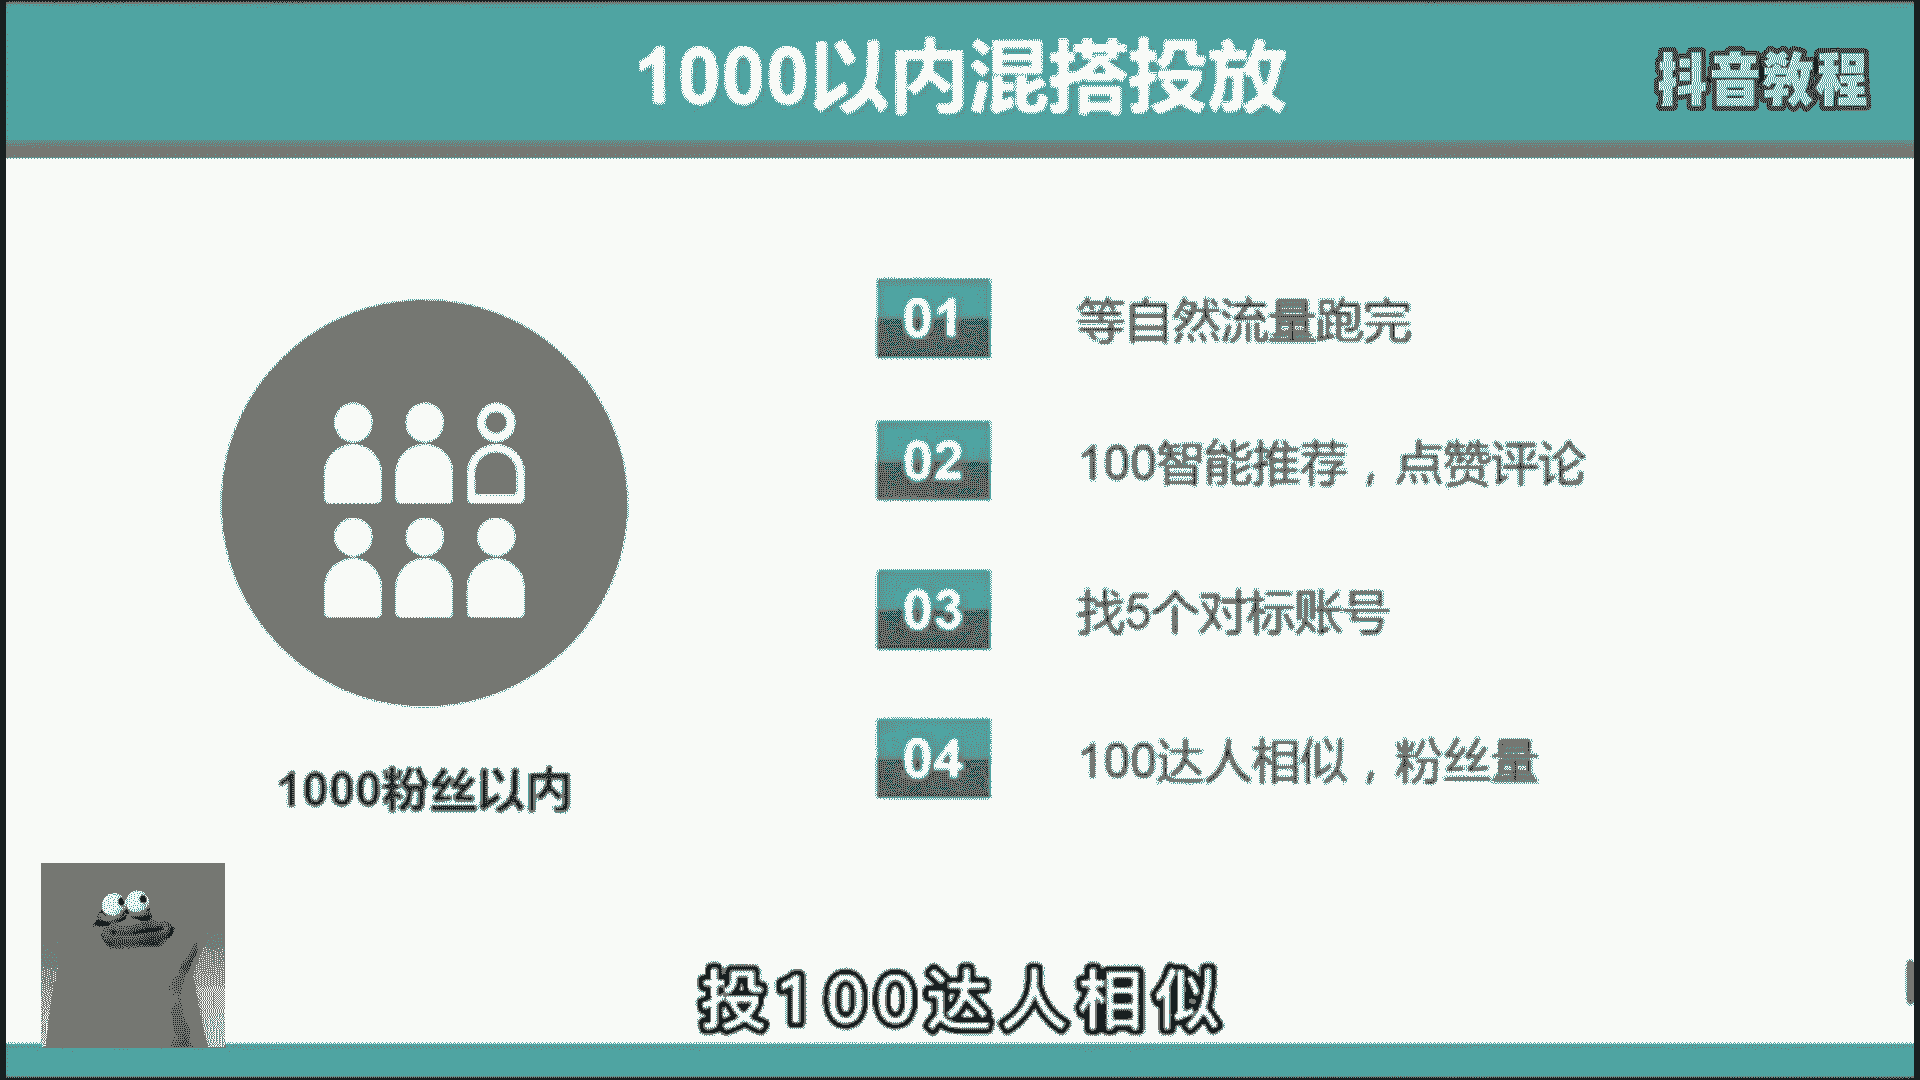 1000以内混搭投放
抖音教程
01 等自然流量跑完
02 100智能推荐，点赞评论
03 找5个对标账号
04 100达人相似，粉丝量
1000粉丝以内
投100达人相似